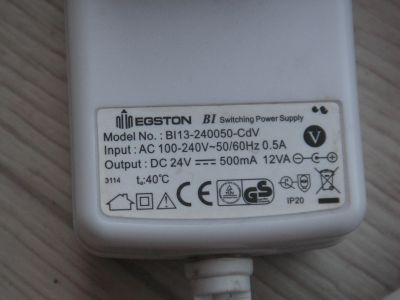 EGSTON BI Switching Power Supply
Model No. : BI13-240050-CdV
Input : AC 100-240V~50/60Hz 0.5A
Output : DC 24V ⎓ 500mA 12VA
V
3114 tₐ:40℃
GS
IP20